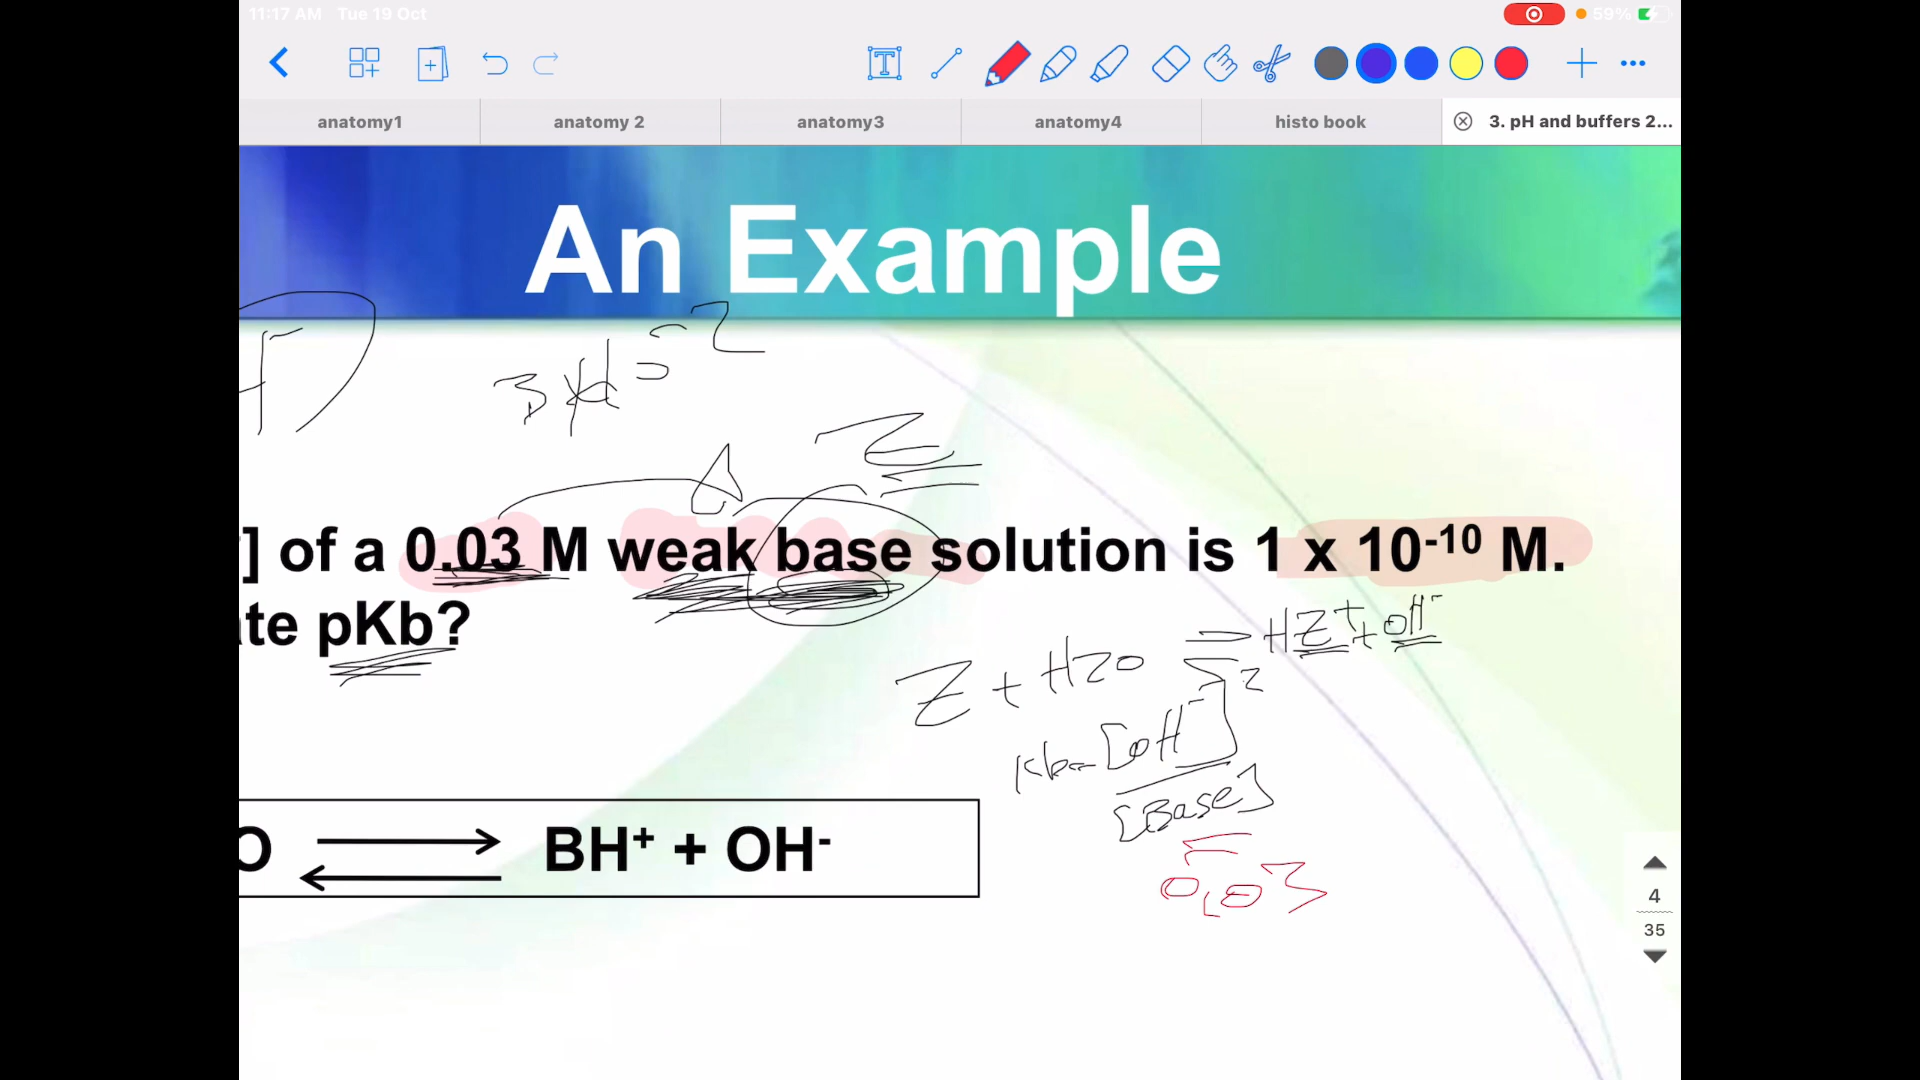 11:17 AM Tue 19 Oct
59%
T
anatomy1
anatomy 2
anatomy3
anatomy4
histo book
3. pH and buffers 2...
An Example
] of a 0.03 M weak base solution is 1 x 10⁻¹⁰ M.
te pKb?
Z + H2O ⇌ HZ⁺ + OH⁻
Kb = [OH⁻]²
[Base]
0,03
O ⇌ BH⁺ + OH⁻
4
35